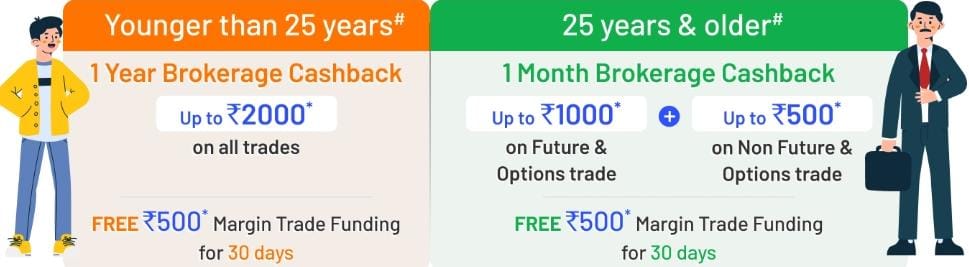 Younger than 25 years#
1 Year Brokerage Cashback
Up to ₹2000*
on all trades
FREE ₹500* Margin Trade Funding
for 30 days
25 years & older#
1 Month Brokerage Cashback
Up to ₹1000*
on Future &
Options trade
+
Up to ₹500*
on Non Future &
Options trade
FREE ₹500* Margin Trade Funding
for 30 days